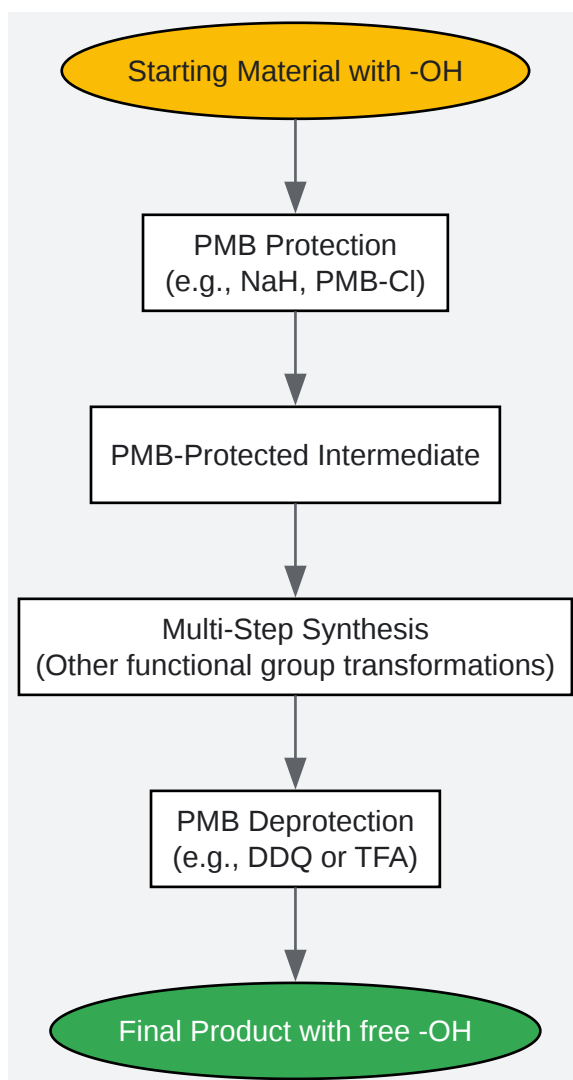 Starting Material with -OH
PMB Protection
(e.g., NaH, PMB-Cl)
PMB-Protected Intermediate
Multi-Step Synthesis
(Other functional group transformations)
PMB Deprotection
(e.g., DDQ or TFA)
Final Product with free -OH